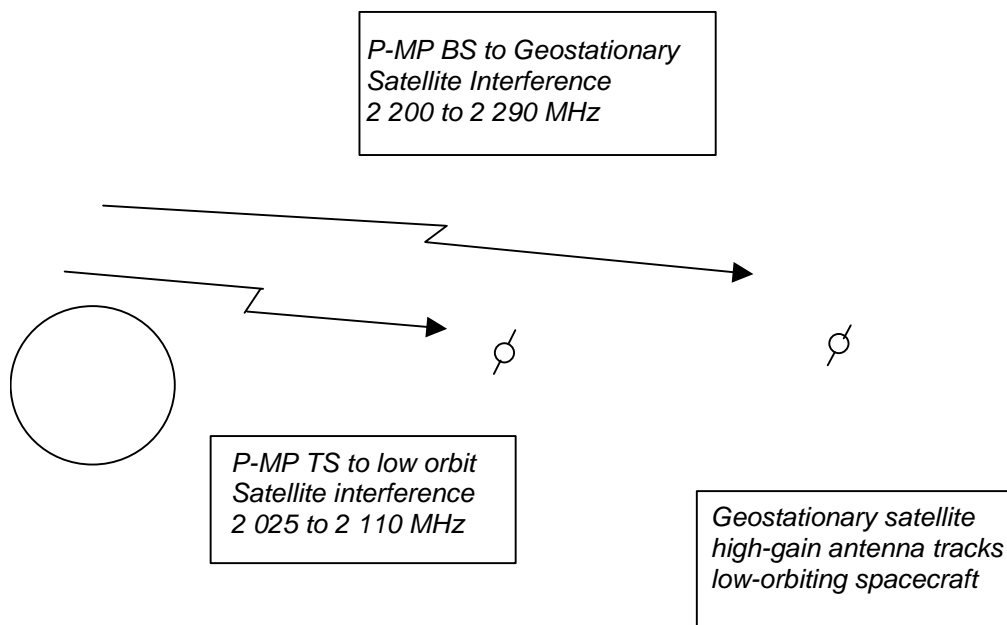 P-MP BS to Geostationary
Satellite Interference
2 200 to 2 290 MHz
P-MP TS to low orbit
Satellite interference
2 025 to 2 110 MHz
Geostationary satellite
high-gain antenna tracks
low-orbiting spacecraft